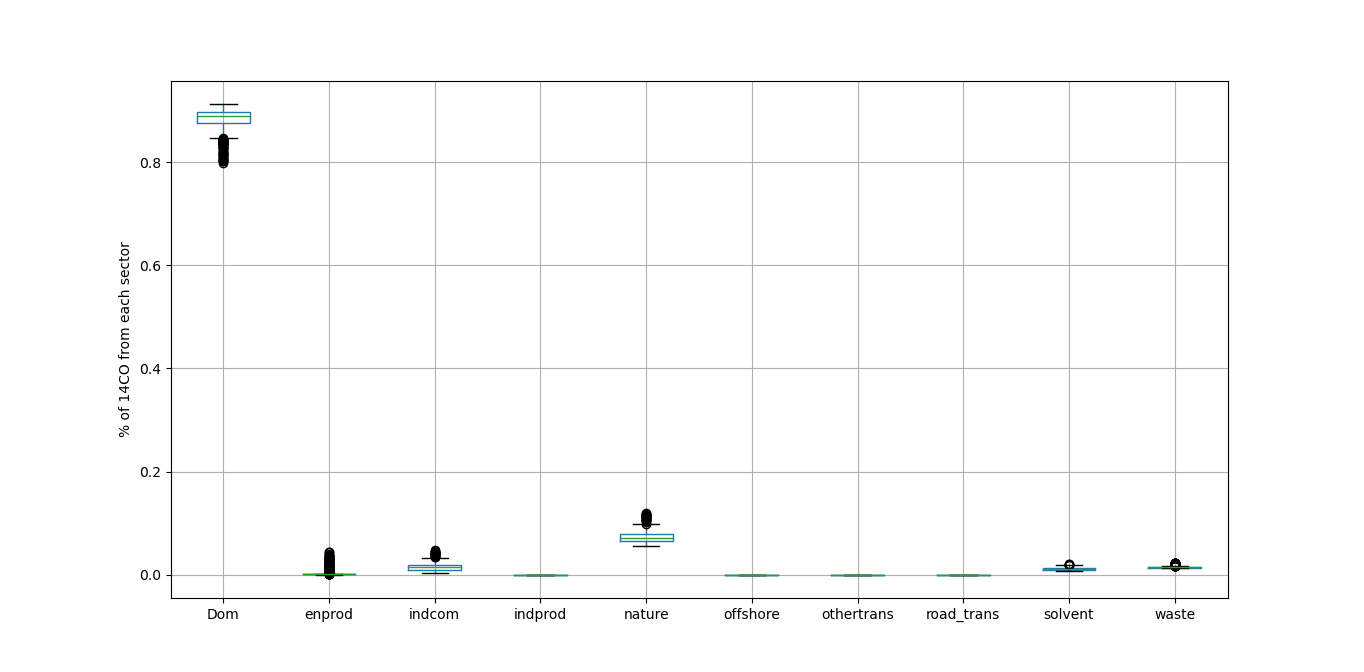 % of 14CO from each sector
0.8
0.6
0.4
0.2
0.0
Dom enprod indcom indprod nature offshore othertrans road_trans solvent waste